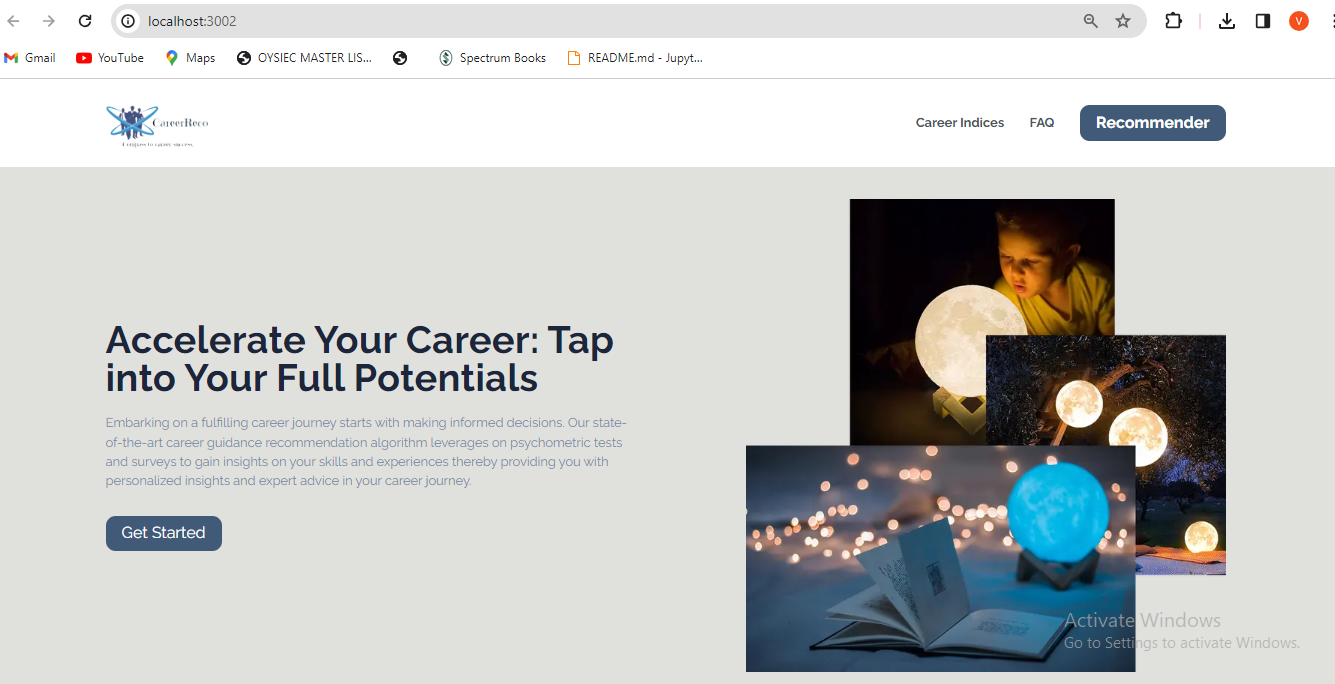 localhost:3002
V
Gmail YouTube Maps OYSIEC MASTER LIS... Spectrum Books README.md - Jupyt...
CareerReco
Career Indices FAQ Recommender
Accelerate Your Career: Tap
into Your Full Potentials
Embarking on a fulfilling career journey starts with making informed decisions. Our state-
of-the-art career guidance recommendation algorithm leverages on psychometric tests
and surveys to gain insights on your skills and experiences thereby providing you with
personalized insights and expert advice in your career journey.
Get Started
Activate Windows
Go to Settings to activate Windows.